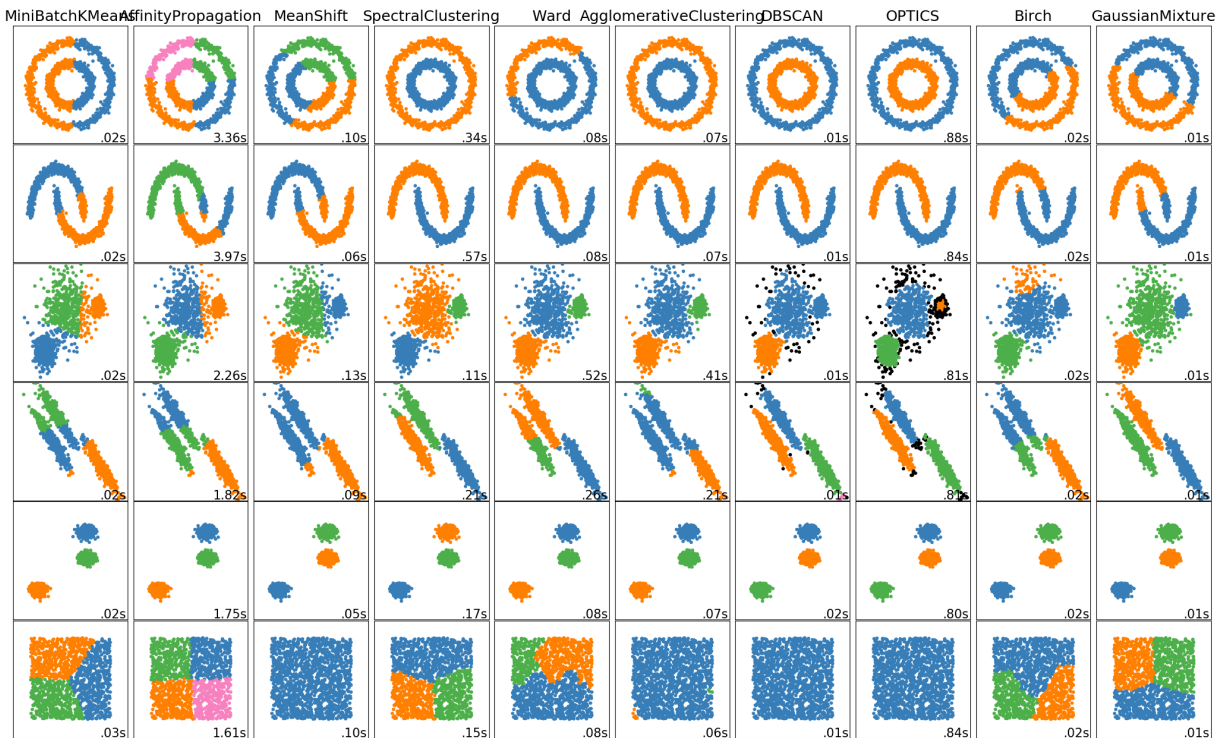 MiniBatchKMeans AffinityPropagation MeanShift SpectralClustering Ward AgglomerativeClustering DBSCAN OPTICS Birch GaussianMixture
.02s 3.36s .10s .34s .08s .07s .01s .88s .02s .01s
.02s 3.97s .06s .57s .08s .07s .01s .84s .02s .01s
.02s 2.26s .13s .11s .52s .41s .01s .81s .02s .01s
.02s 1.82s .09s .21s .26s .21s .01s .81s .02s .01s
.02s 1.75s .05s .17s .08s .07s .02s .80s .02s .01s
.03s 1.61s .10s .15s .08s .06s .01s .84s .02s .01s